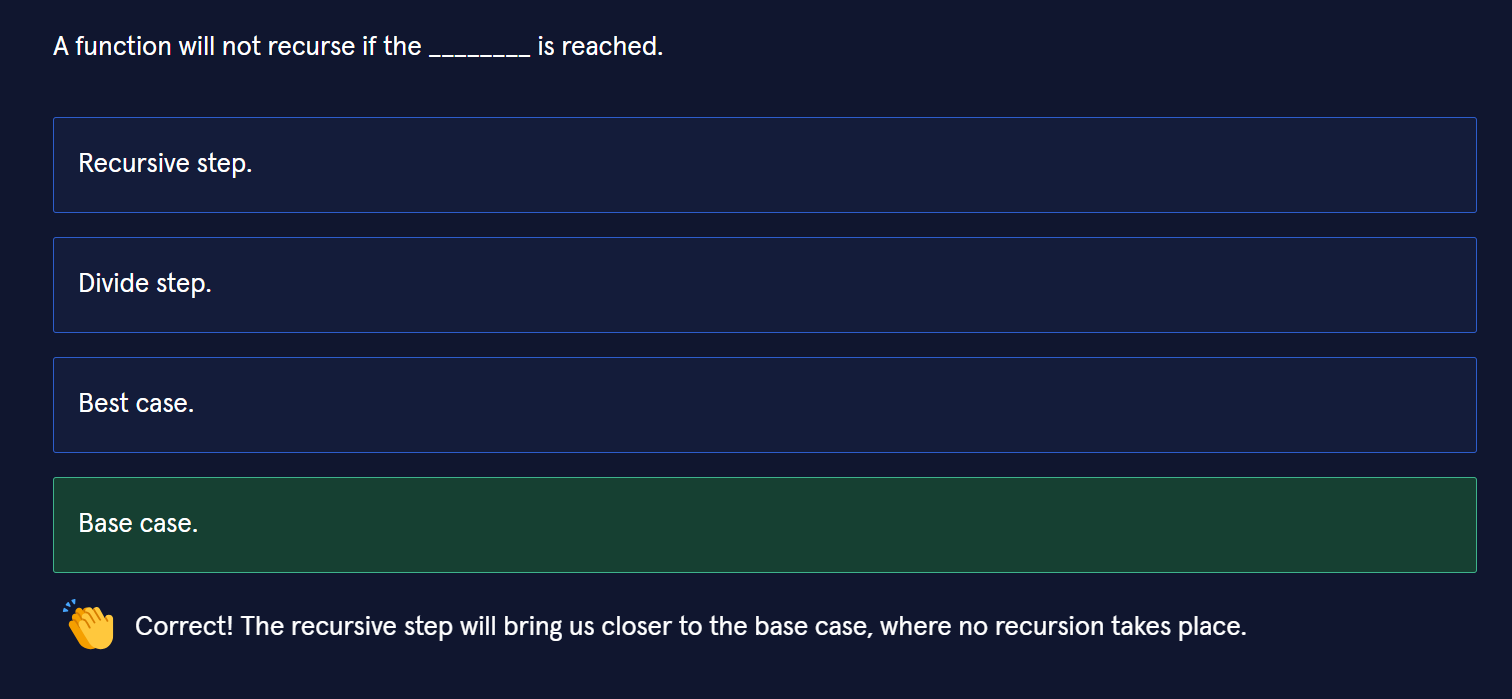 A function will not recurse if the ________ is reached.
Recursive step.
Divide step.
Best case.
Base case.
Correct! The recursive step will bring us closer to the base case, where no recursion takes place.